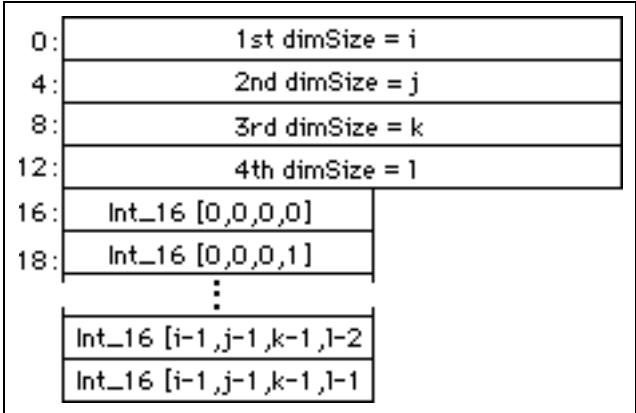 0: 1st dimSize = i
4: 2nd dimSize = j
8: 3rd dimSize = k
12: 4th dimSize = l
16: Int_16 [0,0,0,0]
18: Int_16 [0,0,0,1]
⋮
Int_16 [i-1,j-1,k-1,l-2
Int_16 [i-1,j-1,k-1,l-1